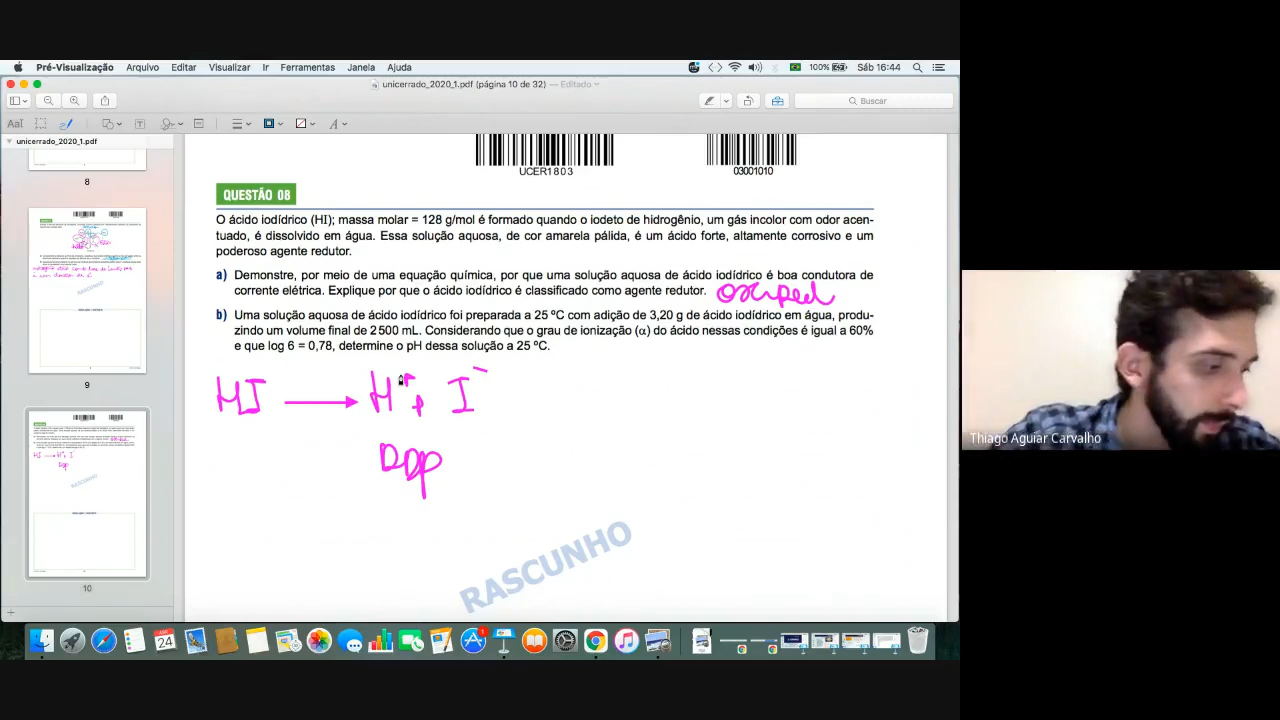 Pré-Visualização Arquivo Editar Visualizar Ir Ferramentas Janela Ajuda 100% Sáb 16:44
unicerrado_2020_1.pdf (página 10 de 32) — Editado
Buscar
unicerrado_2020_1.pdf
8
9
10
UCER1803 03001010
QUESTÃO 08
O ácido iodídrico (HI); massa molar = 128 g/mol é formado quando o iodeto de hidrogênio, um gás incolor com odor acen-
tuado, é dissolvido em água. Essa solução aquosa, de cor amarela pálida, é um ácido forte, altamente corrosivo e um
poderoso agente redutor.
a) Demonstre, por meio de uma equação química, por que uma solução aquosa de ácido iodídrico é boa condutora de
corrente elétrica. Explique por que o ácido iodídrico é classificado como agente redutor.
b) Uma solução aquosa de ácido iodídrico foi preparada a 25 ºC com adição de 3,20 g de ácido iodídrico em água, produ-
zindo um volume final de 2 500 mL. Considerando que o grau de ionização (α) do ácido nessas condições é igual a 60%
e que log 6 = 0,78, determine o pH dessa solução a 25 ºC.
HI → H⁺ + I⁻
DDP
RASCUNHO
Thiago Aguiar Carvalho